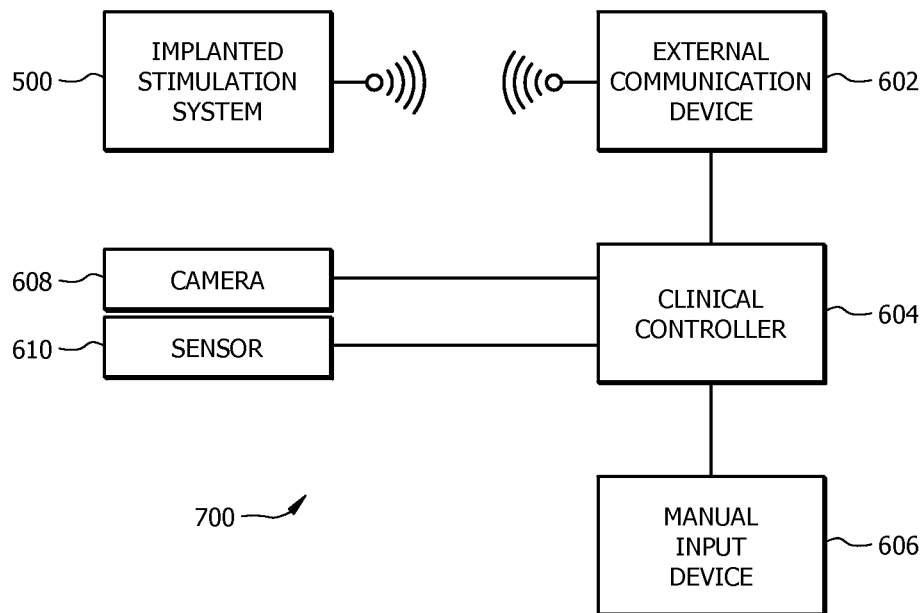 500
IMPLANTED
STIMULATION
SYSTEM
EXTERNAL
COMMUNICATION
DEVICE
602
608
CAMERA
610
SENSOR
CLINICAL
CONTROLLER
604
700
MANUAL
INPUT
DEVICE
606